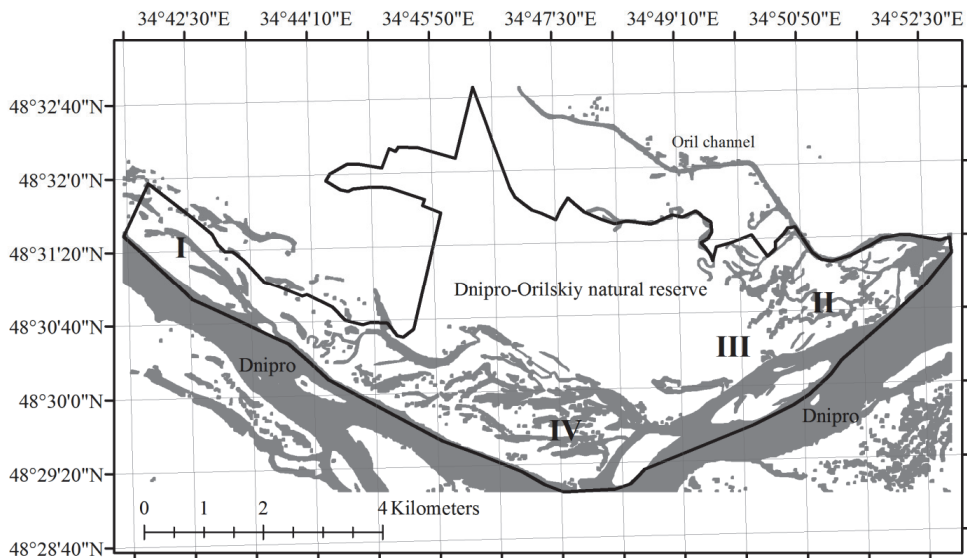 34°42'30"E 34°44'10"E 34°45'50"E 34°47'30"E 34°49'10"E 34°50'50"E 34°52'30"E
48°32'40"N
Oril channel
48°32'0"N
I
48°31'20"N
Dnipro-Orilskiy natural reserve
II
48°30'40"N
III
Dnipro
48°30'0"N
Dnipro
IV
48°29'20"N
0 1 2 4 Kilometers
48°28'40"N